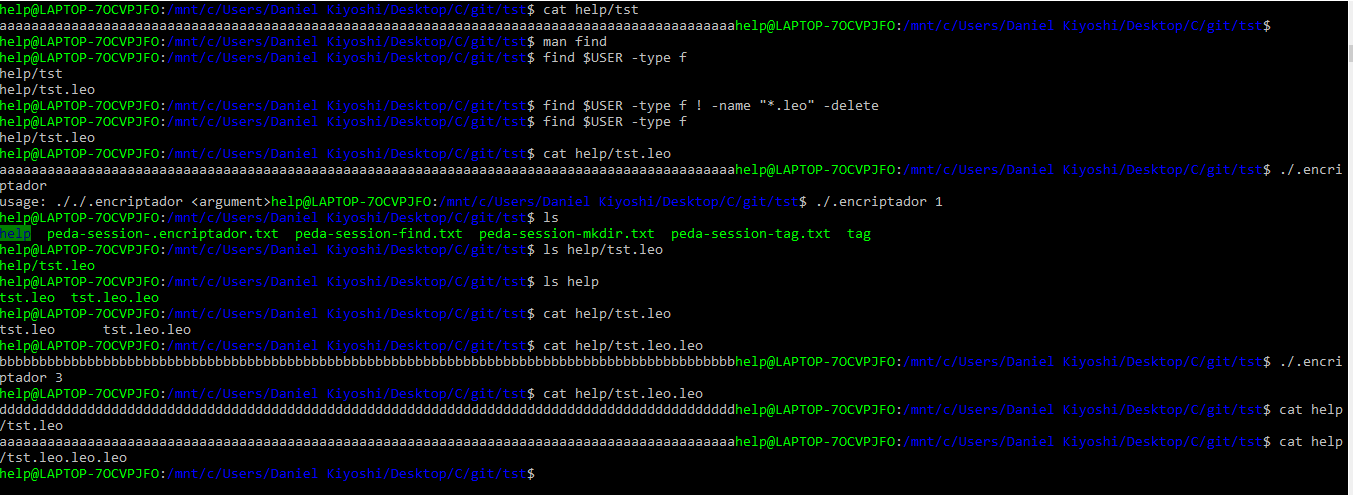 help@LAPTOP-7OCVPJFO:/mnt/c/Users/Daniel Kiyoshi/Desktop/C/git/tst$ cat help/tst
aaaaaaaaaaaaaaaaaaaaaaaaaaaaaaaaaaaaaaaaaaaaaaaaaaaaaaaaaaaaaaaaaaaaaaaaaaaaaaaaaaaaaaaaaaaahelp@LAPTOP-7OCVPJFO:/mnt/c/Users/Daniel Kiyoshi/Desktop/C/git/tst$
help@LAPTOP-7OCVPJFO:/mnt/c/Users/Daniel Kiyoshi/Desktop/C/git/tst$ man find
help@LAPTOP-7OCVPJFO:/mnt/c/Users/Daniel Kiyoshi/Desktop/C/git/tst$ find $USER -type f
help/tst
help/tst.leo
help@LAPTOP-7OCVPJFO:/mnt/c/Users/Daniel Kiyoshi/Desktop/C/git/tst$ find $USER -type f ! -name "*.leo" -delete
help@LAPTOP-7OCVPJFO:/mnt/c/Users/Daniel Kiyoshi/Desktop/C/git/tst$ find $USER -type f
help/tst.leo
help@LAPTOP-7OCVPJFO:/mnt/c/Users/Daniel Kiyoshi/Desktop/C/git/tst$ cat help/tst.leo
aaaaaaaaaaaaaaaaaaaaaaaaaaaaaaaaaaaaaaaaaaaaaaaaaaaaaaaaaaaaaaaaaaaaaaaaaaaaaaaaaaaaaaaaaaaahelp@LAPTOP-7OCVPJFO:/mnt/c/Users/Daniel Kiyoshi/Desktop/C/git/tst$ ./.encri
ptador
usage: ././.encriptador <argument>help@LAPTOP-7OCVPJFO:/mnt/c/Users/Daniel Kiyoshi/Desktop/C/git/tst$ ./.encriptador 1
help@LAPTOP-7OCVPJFO:/mnt/c/Users/Daniel Kiyoshi/Desktop/C/git/tst$ ls
help  peda-session-.encriptador.txt  peda-session-find.txt  peda-session-mkdir.txt  peda-session-tag.txt  tag
help@LAPTOP-7OCVPJFO:/mnt/c/Users/Daniel Kiyoshi/Desktop/C/git/tst$ ls help/tst.leo
help/tst.leo
help@LAPTOP-7OCVPJFO:/mnt/c/Users/Daniel Kiyoshi/Desktop/C/git/tst$ ls help
tst.leo  tst.leo.leo
help@LAPTOP-7OCVPJFO:/mnt/c/Users/Daniel Kiyoshi/Desktop/C/git/tst$ cat help/tst.leo
tst.leo      tst.leo.leo
help@LAPTOP-7OCVPJFO:/mnt/c/Users/Daniel Kiyoshi/Desktop/C/git/tst$ cat help/tst.leo.leo
bbbbbbbbbbbbbbbbbbbbbbbbbbbbbbbbbbbbbbbbbbbbbbbbbbbbbbbbbbbbbbbbbbbbbbbbbbbbbbbbbbbbbbbbbbbbhelp@LAPTOP-7OCVPJFO:/mnt/c/Users/Daniel Kiyoshi/Desktop/C/git/tst$ ./.encri
ptador 3
help@LAPTOP-7OCVPJFO:/mnt/c/Users/Daniel Kiyoshi/Desktop/C/git/tst$ cat help/tst.leo.leo
ddddddddddddddddddddddddddddddddddddddddddddddddddddddddddddddddddddddddddddddddddddddddddddhelp@LAPTOP-7OCVPJFO:/mnt/c/Users/Daniel Kiyoshi/Desktop/C/git/tst$ cat help
/tst.leo
aaaaaaaaaaaaaaaaaaaaaaaaaaaaaaaaaaaaaaaaaaaaaaaaaaaaaaaaaaaaaaaaaaaaaaaaaaaaaaaaaaaaaaaaaaaahelp@LAPTOP-7OCVPJFO:/mnt/c/Users/Daniel Kiyoshi/Desktop/C/git/tst$ cat help
/tst.leo.leo.leo
help@LAPTOP-7OCVPJFO:/mnt/c/Users/Daniel Kiyoshi/Desktop/C/git/tst$